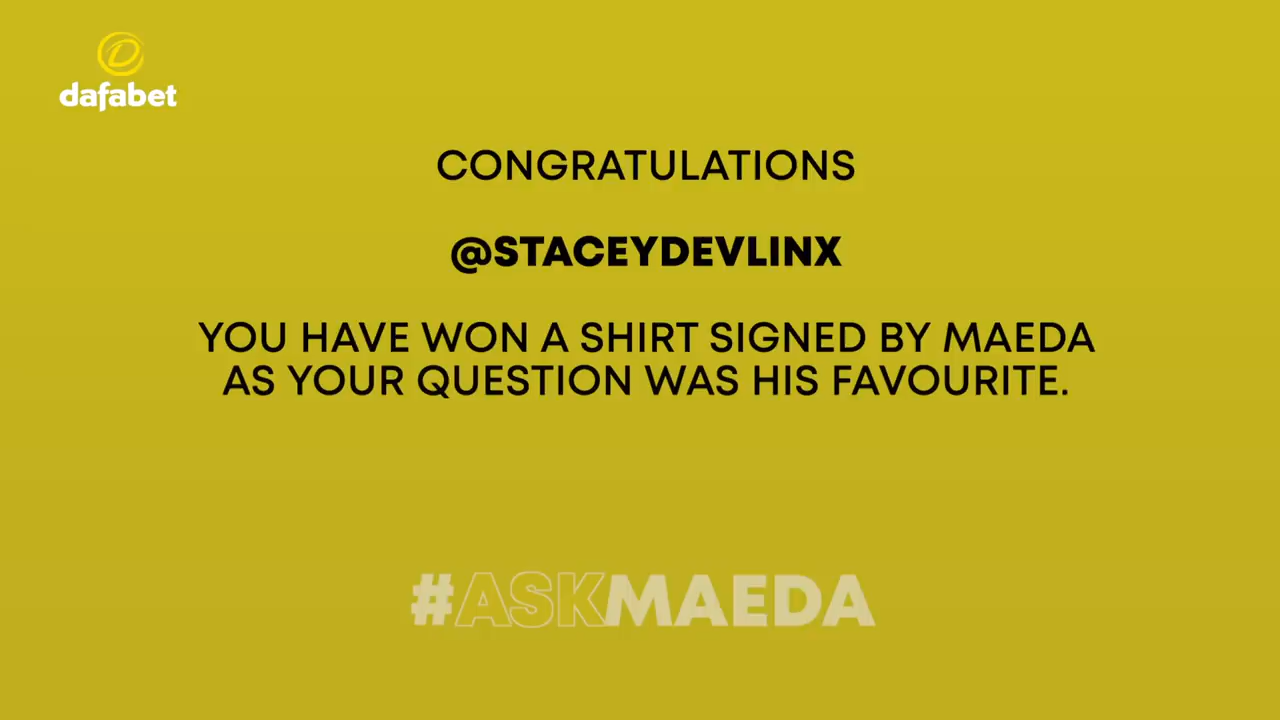 dafabet
CONGRATULATIONS
@STACEYDEVLINX
YOU HAVE WON A SHIRT SIGNED BY MAEDA
AS YOUR QUESTION WAS HIS FAVOURITE.
#ASKMAEDA